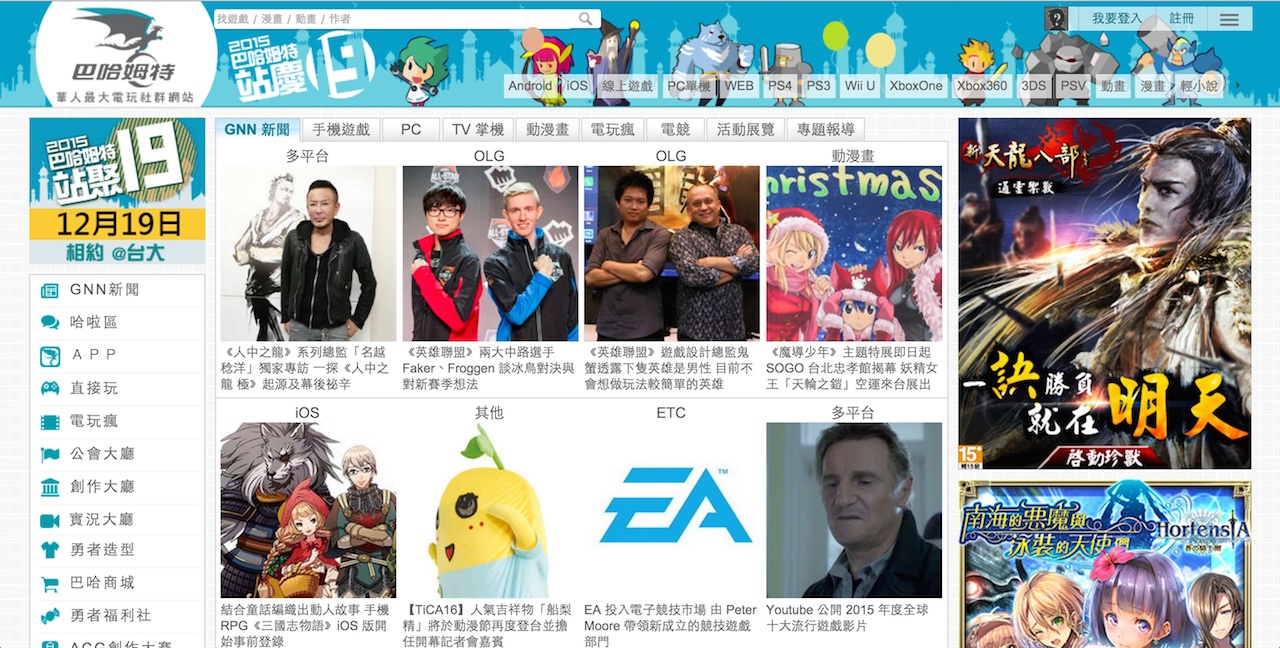 巴哈姆特
華人最大電玩社群網站
找遊戲 / 漫畫 / 動畫 / 作者
2015
巴哈姆特
站慶
19
我要登入
註冊
Android
iOS
線上遊戲
PC單機
WEB
PS4
PS3
Wii U
XboxOne
Xbox360
3DS
PSV
動畫
漫畫
輕小說
2015
巴哈姆特
站聚
19
12月19日
相約 @台大
GNN新聞
哈啦區
ＡＰＰ
直接玩
電玩瘋
公會大廳
創作大廳
實況大廳
勇者造型
巴哈商城
勇者福利社
ACG創作大賽
GNN 新聞
手機遊戲
PC
TV 掌機
動漫畫
電玩瘋
電競
活動展覽
專題報導
多平台
《人中之龍》系列總監「名越
稔洋」獨家專訪 一探《人中之
龍 極》起源及幕後祕辛
OLG
ALL-STAR
《英雄聯盟》兩大中路選手
Faker、Froggen 談冰鳥對決與
對新賽季想法
OLG
《英雄聯盟》遊戲設計總監鬼
蟹透露下隻英雄是男性 目前不
會想做玩法較簡單的英雄
動漫畫
christmas
《魔導少年》主題特展即日起
SOGO 台北忠孝館揭幕 妖精女
王「天輪之鎧」空運來台展出
iOS
結合童話編織出動人故事 手機
RPG《三國志物語》iOS 版開
始事前登錄
其他
【TiCA16】人氣吉祥物「船梨
精」將於動漫節再度登台並擔
任開幕記者會嘉賓
ETC
EA™
EA 投入電子競技市場 由 Peter
Moore 帶領新成立的競技遊戲
部門
多平台
Youtube 公開 2015 年度全球
十大流行遊戲影片
新天龍八部
通靈樂獸
一訣勝負
就在明天
啓動珍獸
15+
輔15級
南海的惡魔與
泳裝的天使們
HORTENSIA
蒼の騎士團